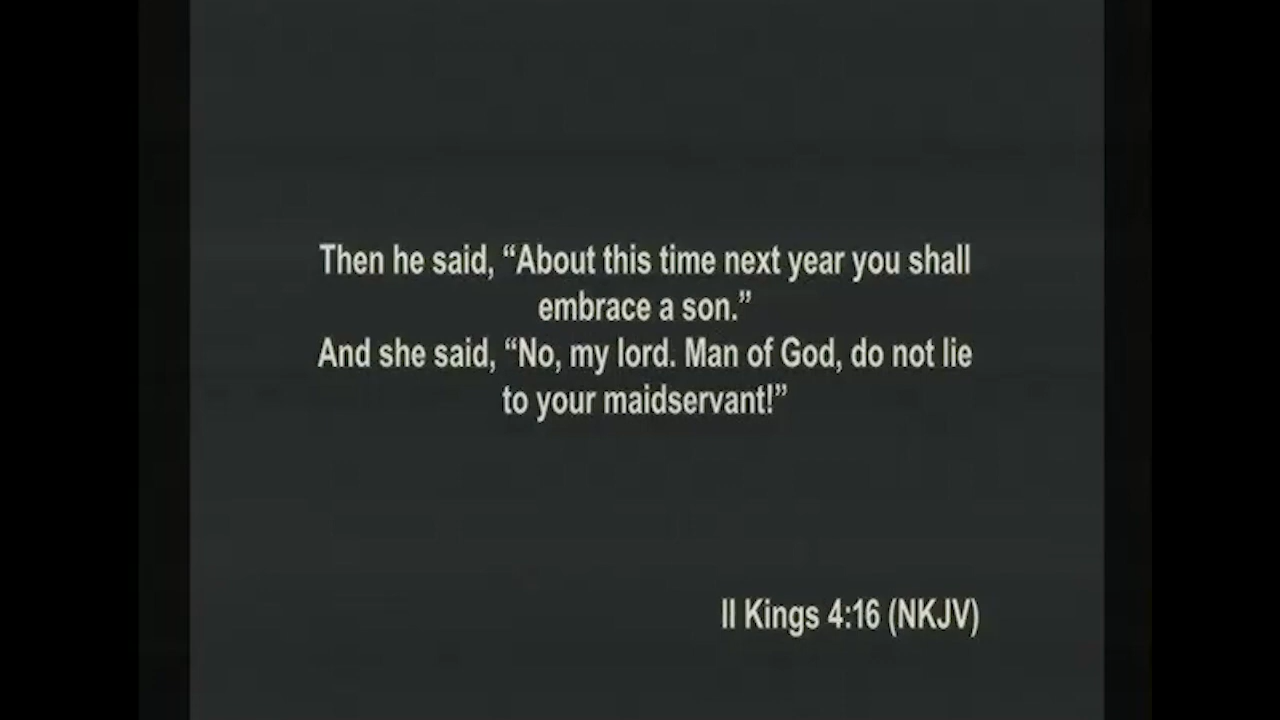 Then he said, “About this time next year you shall
embrace a son.”
And she said, “No, my lord. Man of God, do not lie
to your maidservant!”
II Kings 4:16 (NKJV)